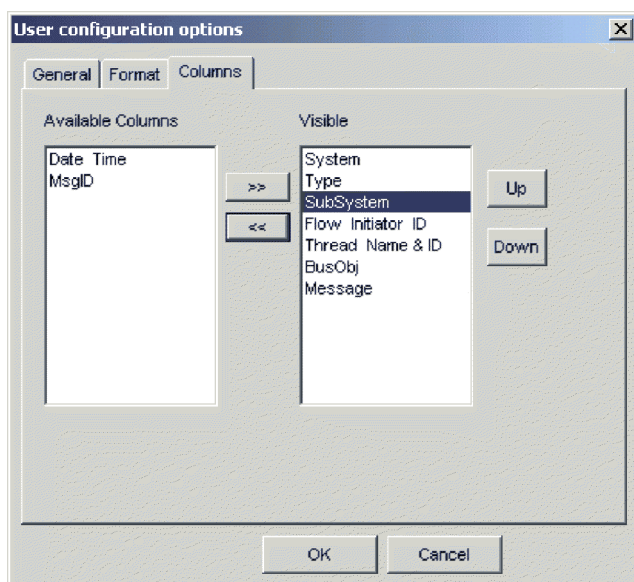 User configuration options
General Format Columns
Available Columns Visible
Date Time
MsgID
>>
<<
System
Type
SubSystem
Flow Initiator ID
Thread Name & ID
BusObj
Message
Up
Down
OK Cancel